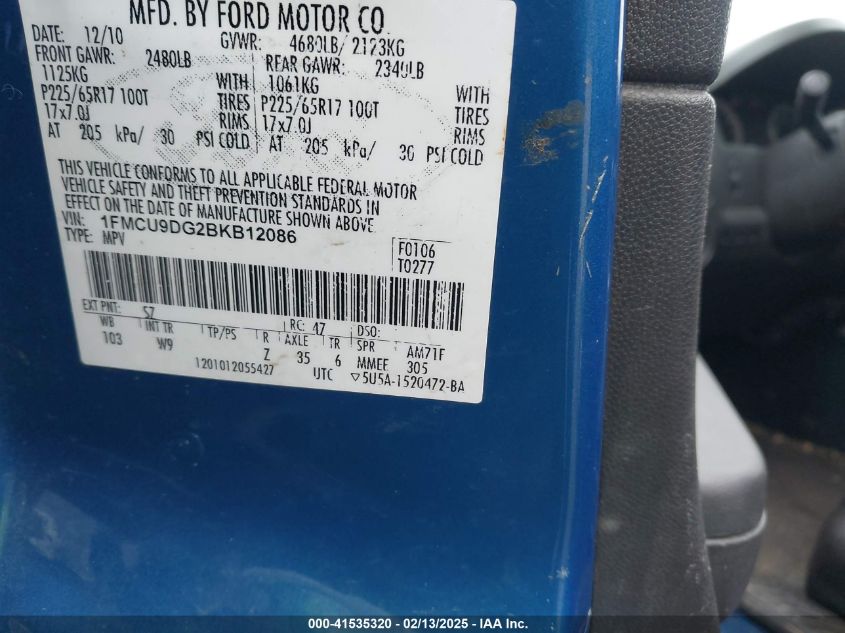 MFD. BY FORD MOTOR CO.
DATE: 12/10 GVWR: 4680LB/ 2123KG
FRONT GAWR: 2480LB REAR GAWR: 2340LB
1125KG WITH 1061KG WITH
P225/65R17 100T TIRES P225/65R17 100T TIRES
17x7.0J RIMS 17x7.0J RIMS
AT 205 kPa/ 30 PSI COLD AT 205 kPa/ 30 PSI COLD
THIS VEHICLE CONFORMS TO ALL APPLICABLE FEDERAL MOTOR
VEHICLE SAFETY AND THEFT PREVENTION STANDARDS IN
EFFECT ON THE DATE OF MANUFACTURE SHOWN ABOVE.
VIN: 1FMCU9DG2BKB12086
TYPE: MPV
F0106
T0277
EXT PNT: SZ RC: 47 DSO:
WB INT TR TP/PS R AXLE TR SPR AM71F
103 W9 Z 35 6 MMEE 305
1201012055427 UTC ▽5U5A-1520472-BA
000-41535320 - 02/13/2025 - IAA Inc.